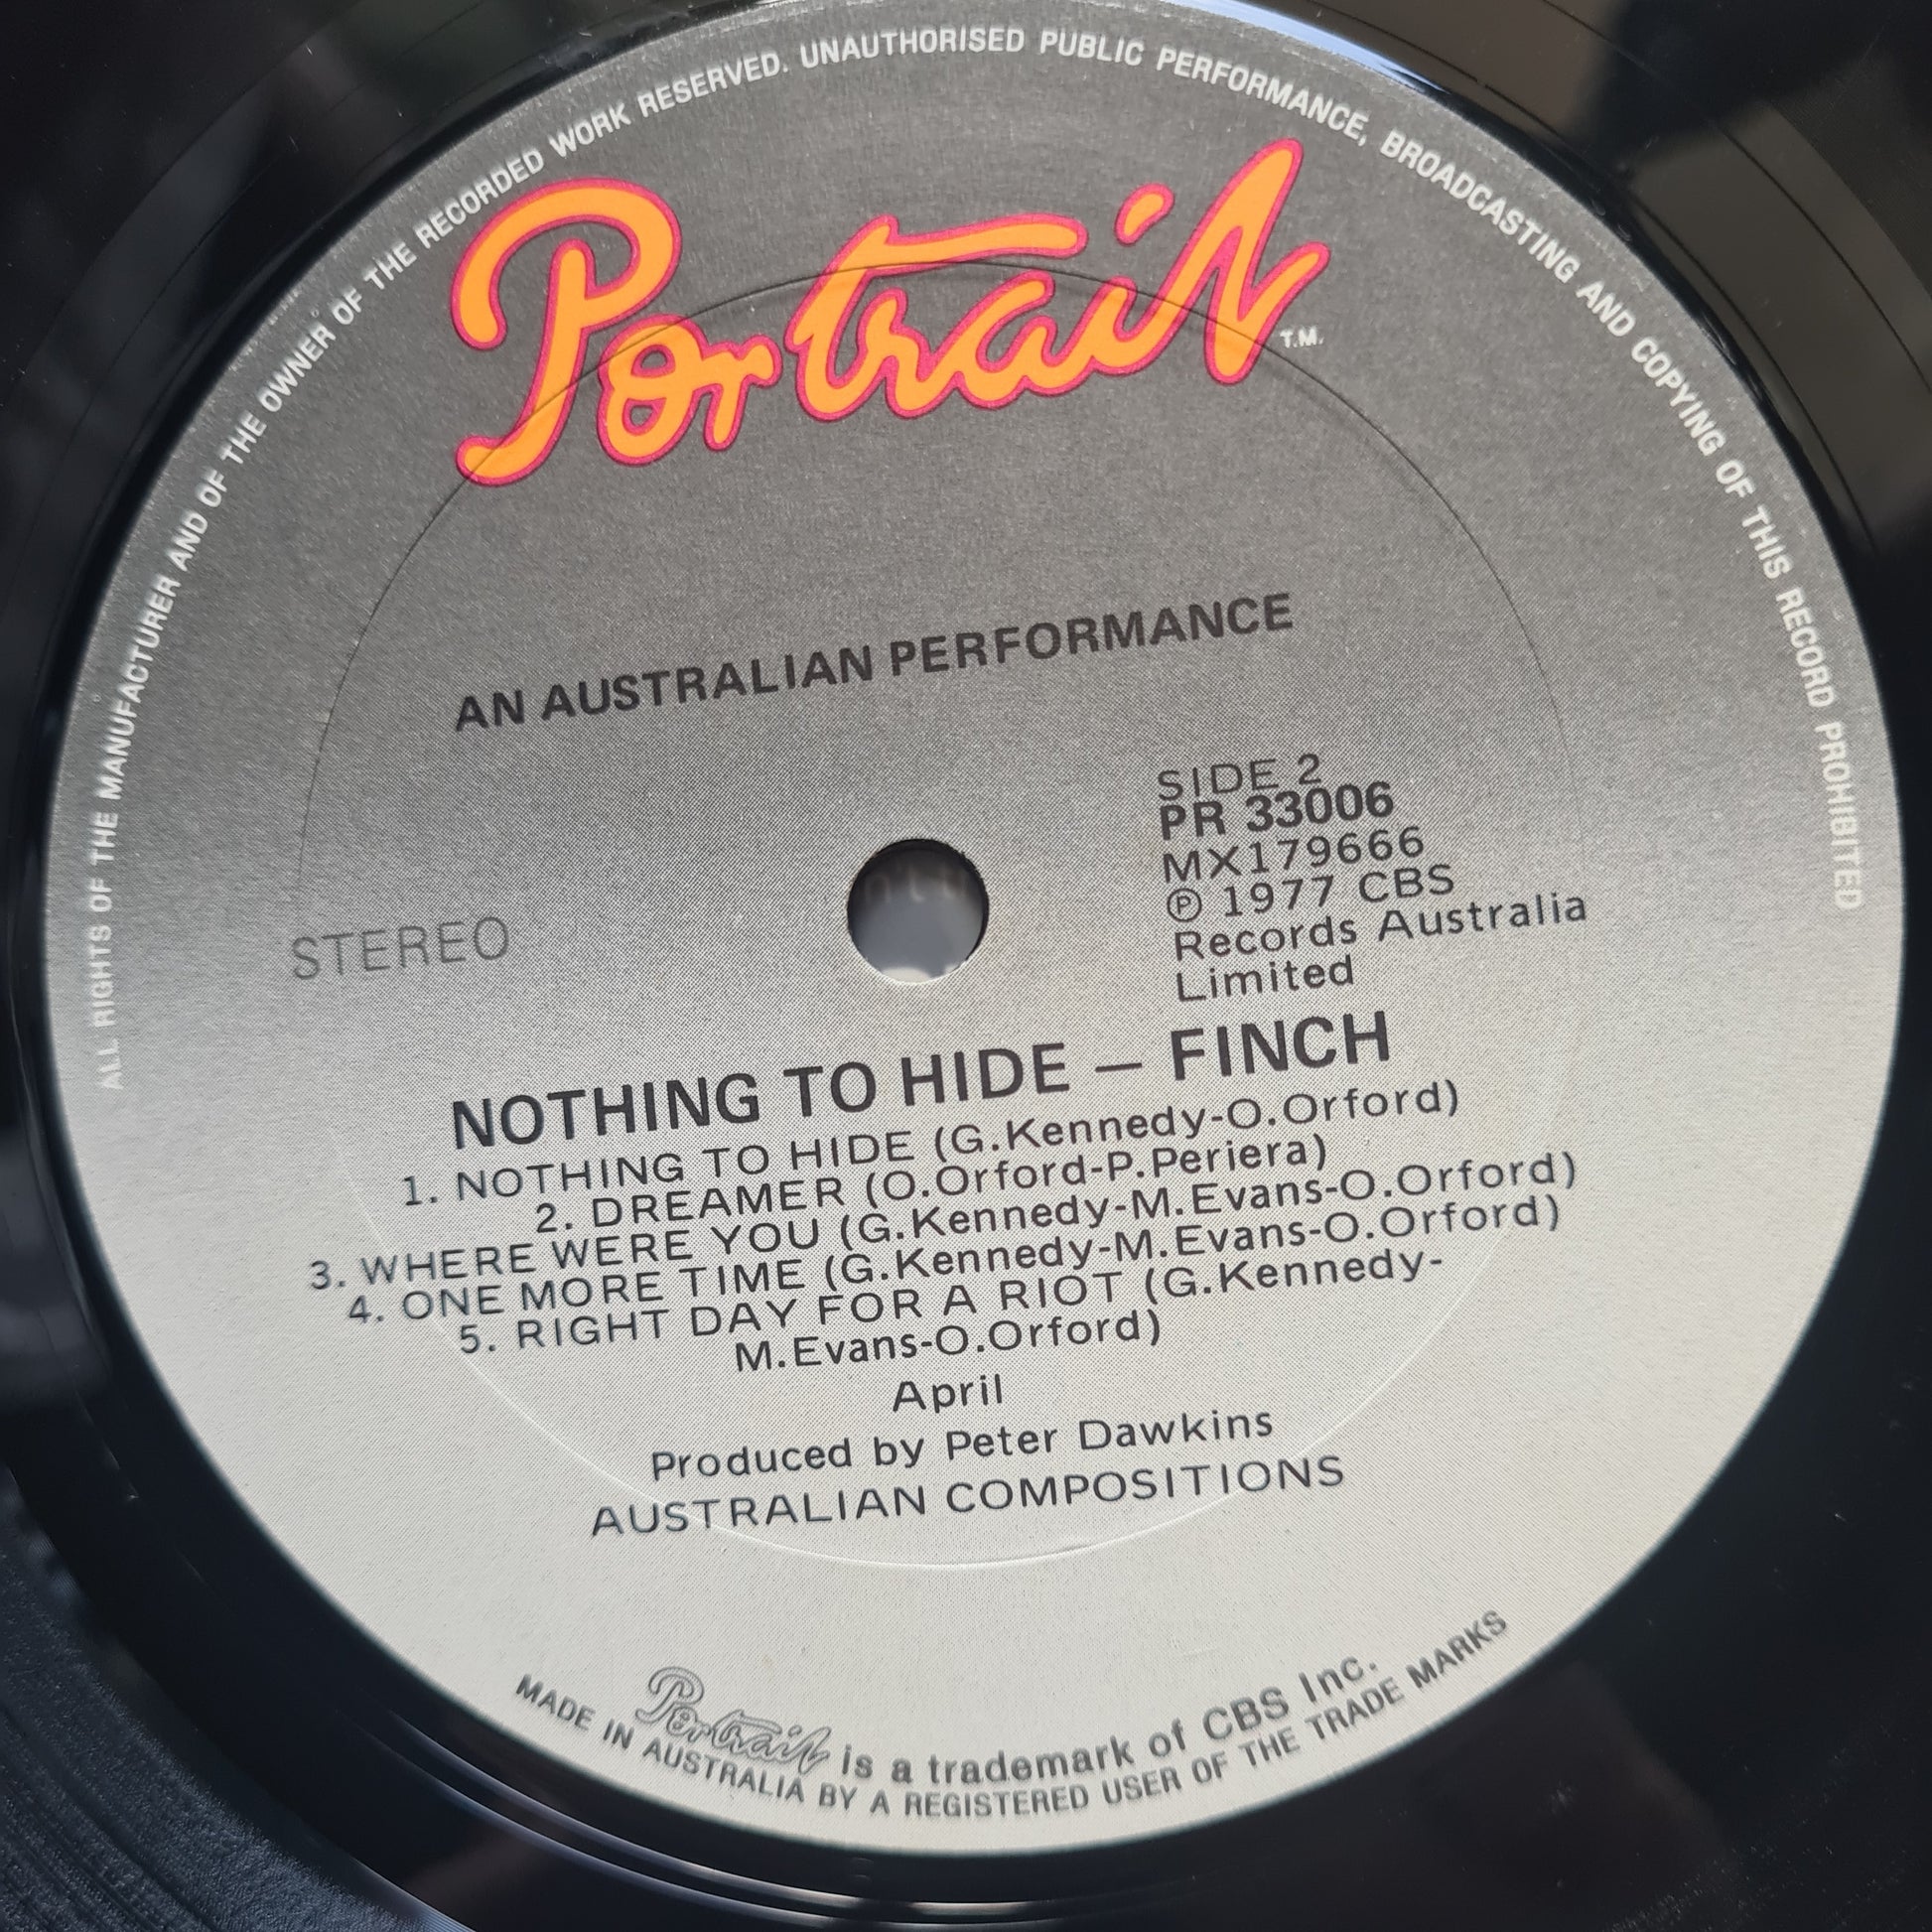 ALL RIGHTS OF THE MANUFACTURER AND OF THE OWNER OF THE RECORDED WORK RESERVED. UNAUTHORISED PUBLIC PERFORMANCE, BROADCASTING AND COPYING OF THIS RECORD PROHIBITED
Portrait
T.M.
AN AUSTRALIAN PERFORMANCE
SIDE 2
PR 33006
MX179666
℗ 1977 CBS
Records Australia
Limited
STEREO
NOTHING TO HIDE – FINCH
1. NOTHING TO HIDE (G.Kennedy-O.Orford)
2. DREAMER (O.Orford-P.Periera)
3. WHERE WERE YOU (G.Kennedy-M.Evans-O.Orford)
4. ONE MORE TIME (G.Kennedy-M.Evans-O.Orford)
5. RIGHT DAY FOR A RIOT (G.Kennedy-
M.Evans-O.Orford)
April
Produced by Peter Dawkins
AUSTRALIAN COMPOSITIONS
Portrait is a trademark of CBS Inc.
MADE IN AUSTRALIA BY A REGISTERED USER OF THE TRADE MARKS